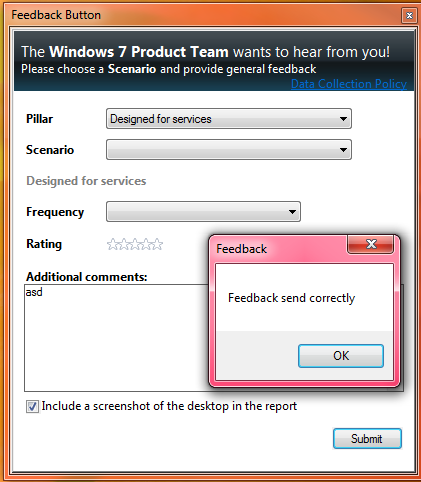 Feedback Button
The Windows 7 Product Team wants to hear from you!
Please choose a Scenario and provide general feedback
Data Collection Policy
Pillar
Designed for services
Scenario
Designed for services
Frequency
Rating
Additional comments:
asd
Feedback
Feedback send correctly
OK
Include a screenshot of the desktop in the report
Submit